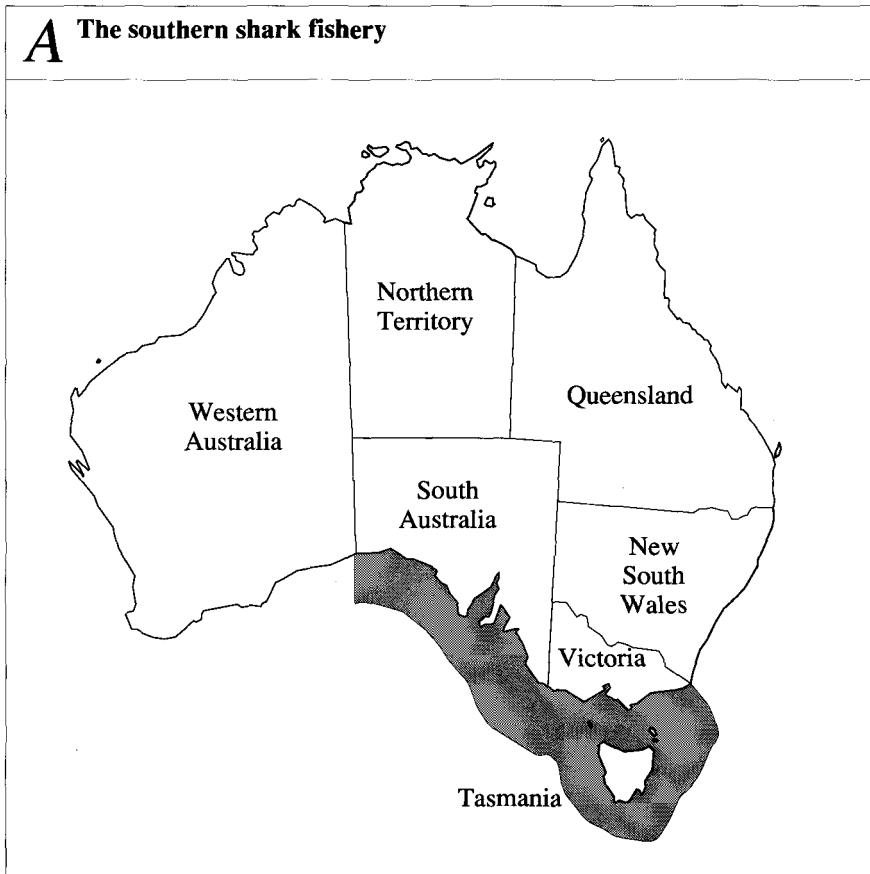 A The southern shark fishery
Northern
Territory
Queensland
Western
Australia
South
Australia
New
South
Wales
Victoria
Tasmania